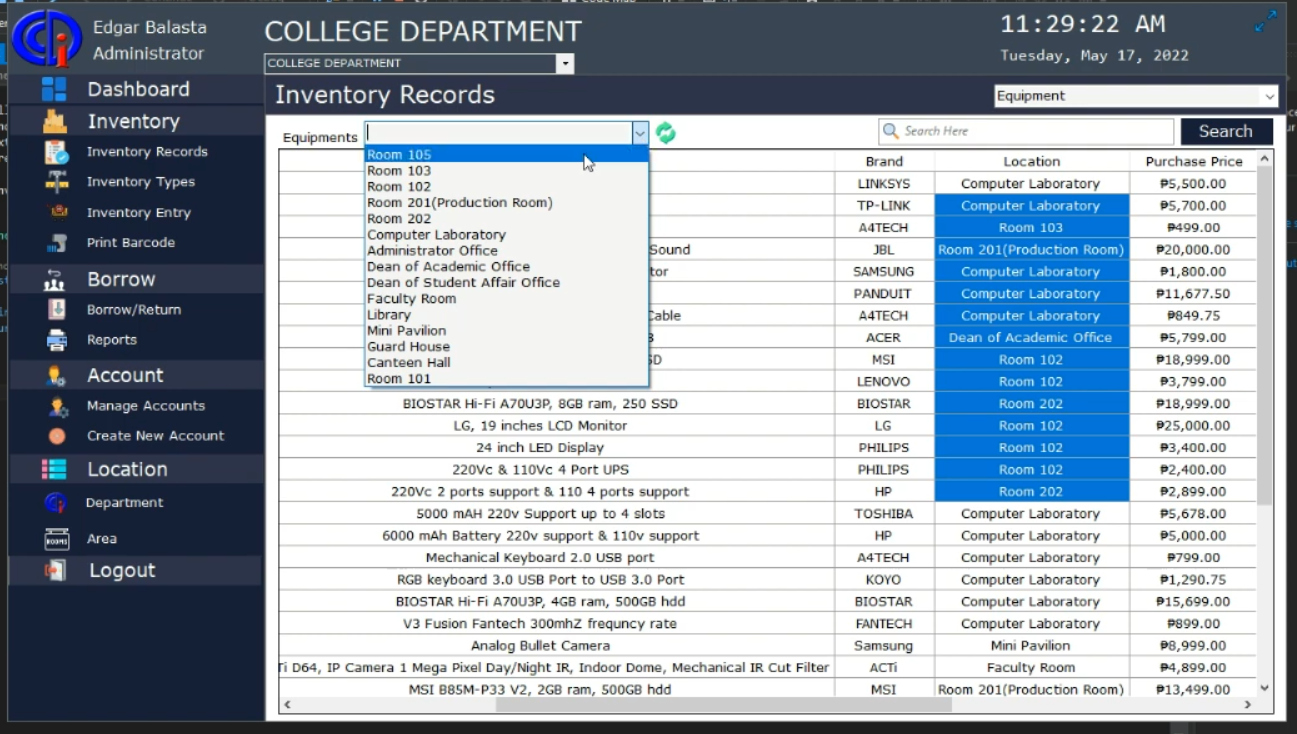 Edgar Balasta
Administrator
COLLEGE DEPARTMENT
COLLEGE DEPARTMENT
11:29:22 AM
Tuesday, May 17, 2022
Dashboard
Inventory
Inventory Records
Inventory Types
Inventory Entry
Print Barcode
Borrow
Borrow/Return
Reports
Account
Manage Accounts
Create New Account
Location
Department
Area
Logout
Inventory Records
Equipment
Equipments
Search Here
Search
Room 105
Room 103
Room 102
Room 201(Production Room)
Room 202
Computer Laboratory
Administrator Office
Dean of Academic Office
Dean of Student Affair Office
Faculty Room
Library
Mini Pavilion
Guard House
Canteen Hall
Room 101
Brand Location Purchase Price
LINKSYS Computer Laboratory ₱5,500.00
TP-LINK Computer Laboratory ₱5,700.00
A4TECH Room 103 ₱499.00
Sound JBL Room 201(Production Room) ₱20,000.00
tor SAMSUNG Computer Laboratory ₱1,800.00
PANDUIT Computer Laboratory ₱11,677.50
Cable A4TECH Computer Laboratory ₱849.75
ACER Dean of Academic Office ₱5,799.00
SD MSI Room 102 ₱18,999.00
LENOVO Room 102 ₱3,799.00
BIOSTAR Hi-Fi A70U3P, 8GB ram, 250 SSD BIOSTAR Room 202 ₱18,999.00
LG, 19 inches LCD Monitor LG Room 102 ₱25,000.00
24 inch LED Display PHILIPS Room 102 ₱3,400.00
220Vc & 110Vc 4 Port UPS PHILIPS Room 102 ₱2,400.00
220Vc 2 ports support & 110 4 ports support HP Room 202 ₱2,899.00
5000 mAH 220v Support up to 4 slots TOSHIBA Computer Laboratory ₱5,678.00
6000 mAh Battery 220v support & 110v support HP Computer Laboratory ₱5,000.00
Mechanical Keyboard 2.0 USB port A4TECH Computer Laboratory ₱799.00
RGB keyboard 3.0 USB Port to USB 3.0 Port KOYO Computer Laboratory ₱1,290.75
BIOSTAR Hi-Fi A70U3P, 4GB ram, 500GB hdd BIOSTAR Computer Laboratory ₱15,699.00
V3 Fusion Fantech 300mhZ frequncy rate FANTECH Computer Laboratory ₱899.00
Analog Bullet Camera Samsung Mini Pavilion ₱8,999.00
Ti D64, IP Camera 1 Mega Pixel Day/Night IR, Indoor Dome, Mechanical IR Cut Filter ACTi Faculty Room ₱4,899.00
MSI B85M-P33 V2, 2GB ram, 500GB hdd MSI Room 201(Production Room) ₱13,499.00